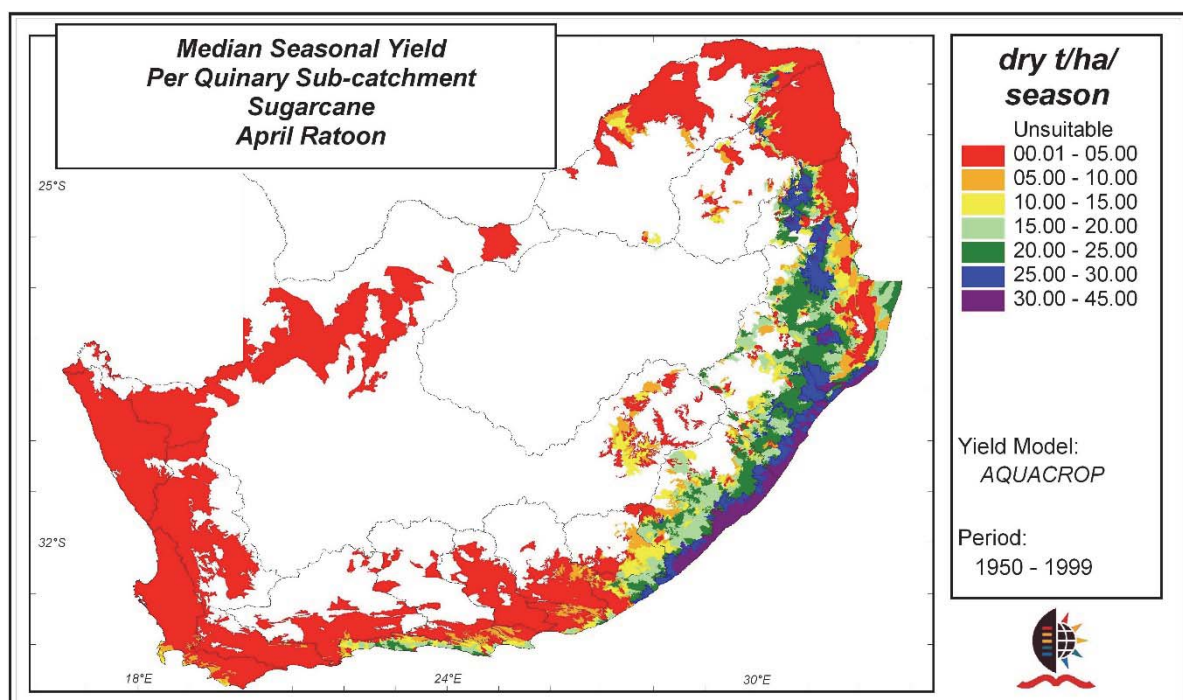 Median Seasonal Yield
Per Quinary Sub-catchment
Sugarcane
April Ratoon
dry t/ha/
season
Unsuitable
00.01 - 05.00
05.00 - 10.00
10.00 - 15.00
15.00 - 20.00
20.00 - 25.00
25.00 - 30.00
30.00 - 45.00
Yield Model:
AQUACROP
Period:
1950 - 1999
25°S
32°S
18°E
24°E
30°E